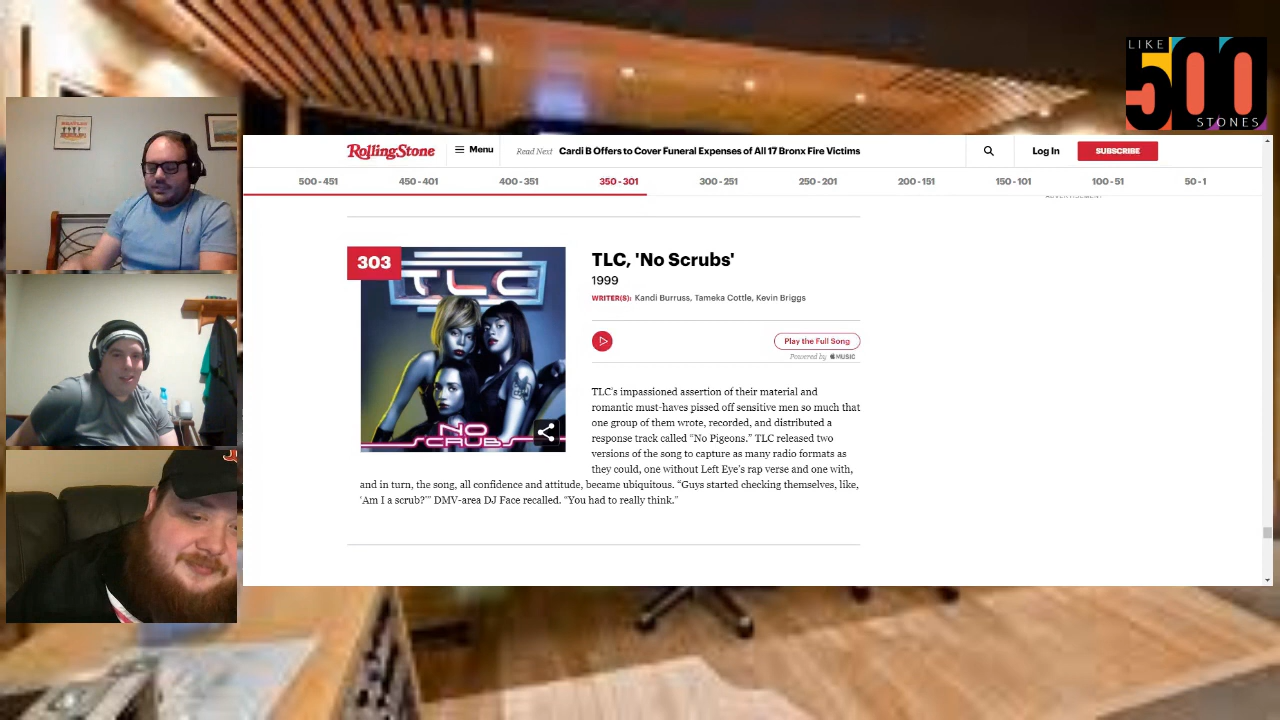 LIKE
500
STONES
RollingStone
Menu
Read Next Cardi B Offers to Cover Funeral Expenses of All 17 Bronx Fire Victims
Log In
SUBSCRIBE
500 - 451
450 - 401
400 - 351
350 - 301
300 - 251
250 - 201
200 - 151
150 - 101
100 - 51
50 - 1
ADVERTISEMENT
303
TLC
NO
SCRUBS
TLC, 'No Scrubs'
1999
WRITER(S): Kandi Burruss, Tameka Cottle, Kevin Briggs
Play the Full Song
Powered by MUSIC
TLC's impassioned assertion of their material and
romantic must-haves pissed off sensitive men so much that
one group of them wrote, recorded, and distributed a
response track called “No Pigeons.” TLC released two
versions of the song to capture as many radio formats as
they could, one without Left Eye's rap verse and one with,
and in turn, the song, all confidence and attitude, became ubiquitous. “Guys started checking themselves, like,
‘Am I a scrub?’” DMV-area DJ Face recalled. “You had to really think.”